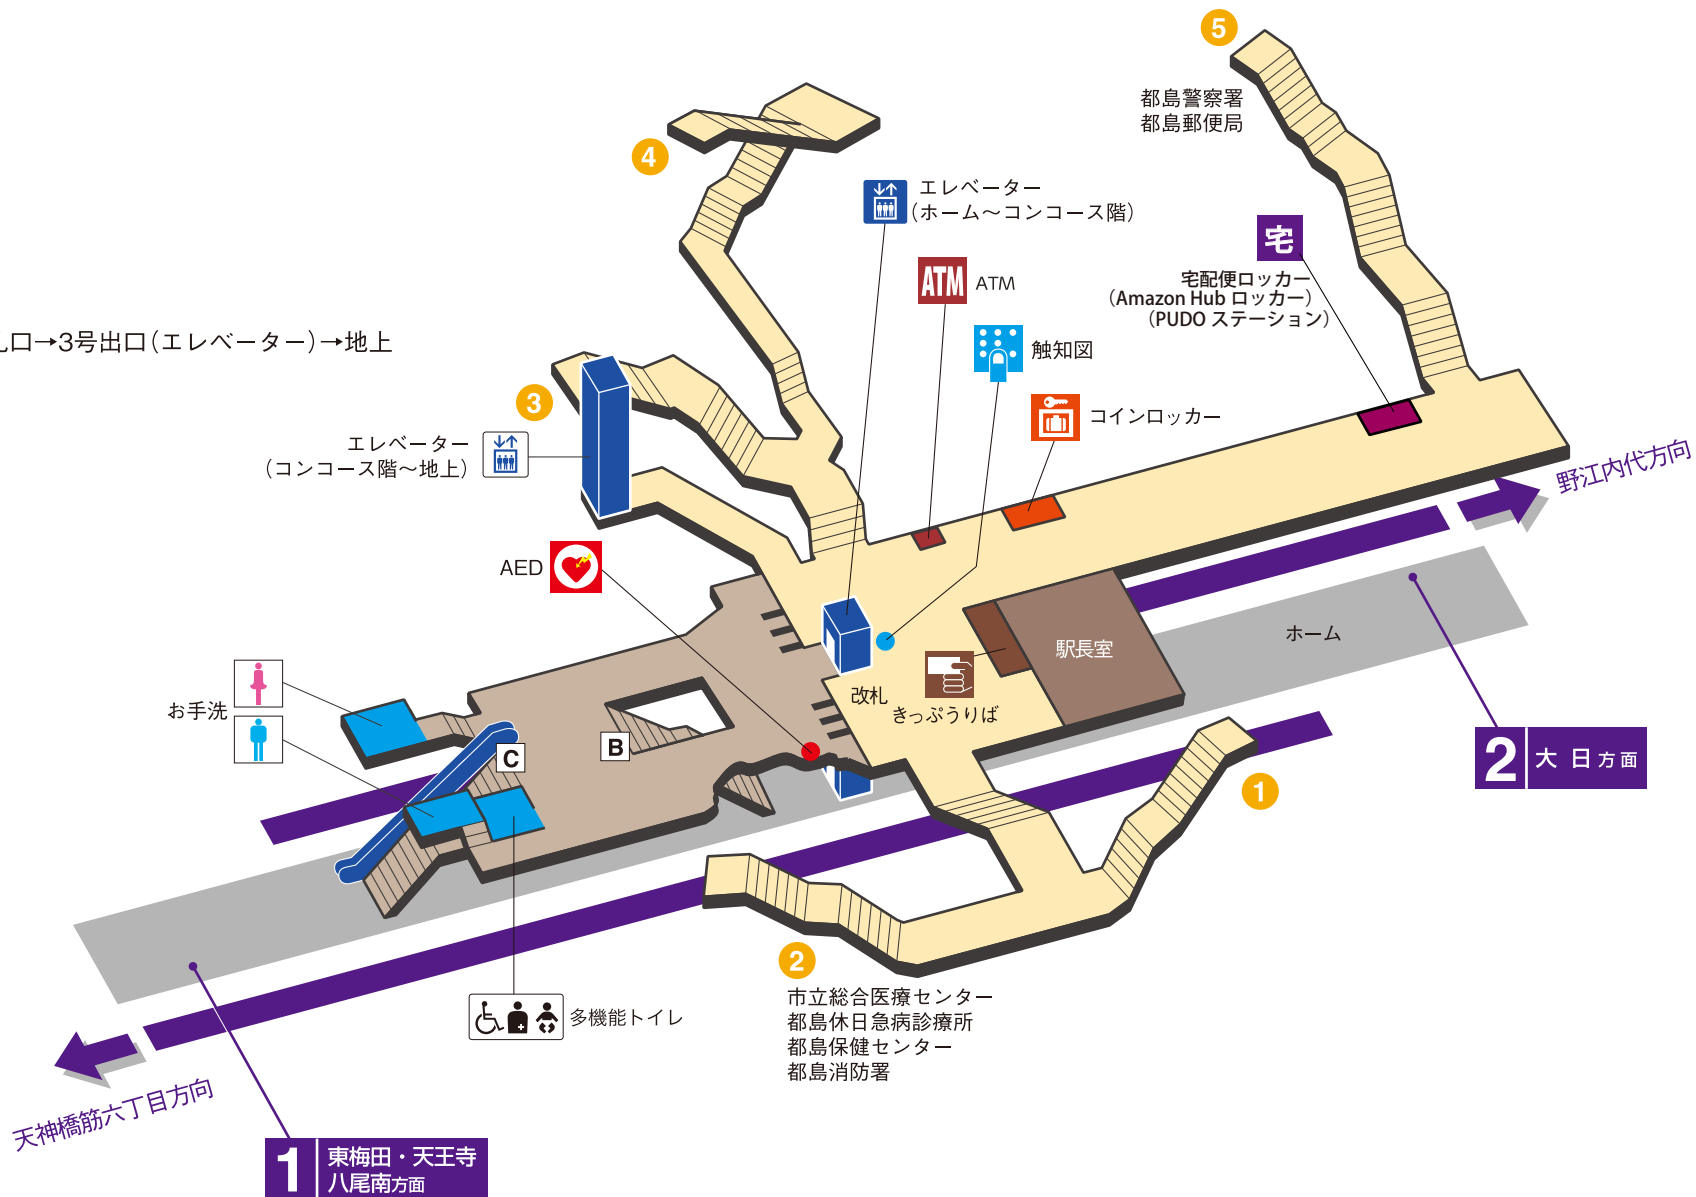 5
都島警察署
都島郵便局
4
エレベーター
(ホーム〜コンコース階)
宅
宅配便ロッカー
(Amazon Hub ロッカー)
(PUDO ステーション)
ATM
ATM
触知図
口→3号出口(エレベーター)→地上
3
コインロッカー
エレベーター
(コンコース階〜地上)
野江内代方向
AED
ホーム
駅長室
お手洗
改札
きっぷうりば
C
B
2 大日方面
1
2
市立総合医療センター
都島休日急病診療所
都島保健センター
都島消防署
多機能トイレ
天神橋筋六丁目方向
1 東梅田・天王寺
八尾南方面